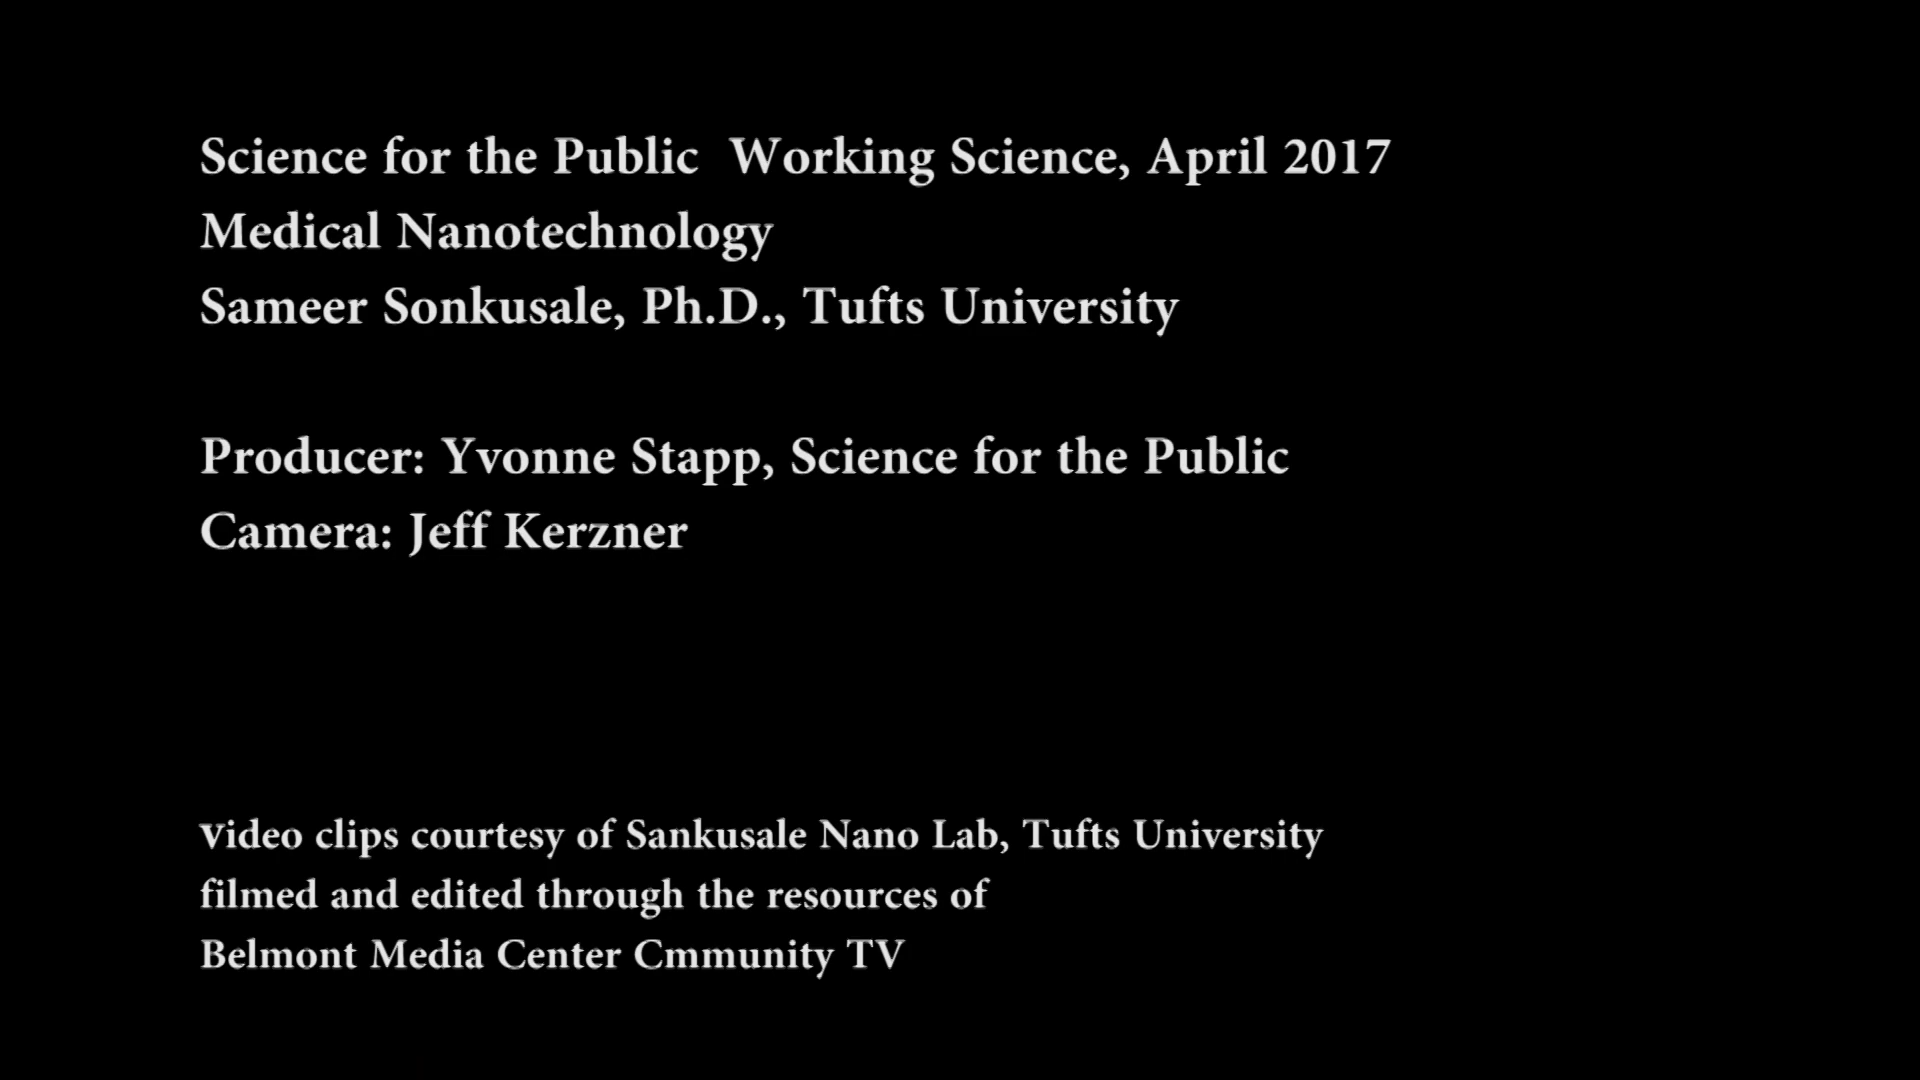 Science for the Public  Working Science, April 2017
Medical Nanotechnology
Sameer Sonkusale, Ph.D., Tufts University
Producer: Yvonne Stapp, Science for the Public
Camera: Jeff Kerzner
video clips courtesy of Sankusale Nano Lab, Tufts University
filmed and edited through the resources of
Belmont Media Center Cmmunity TV